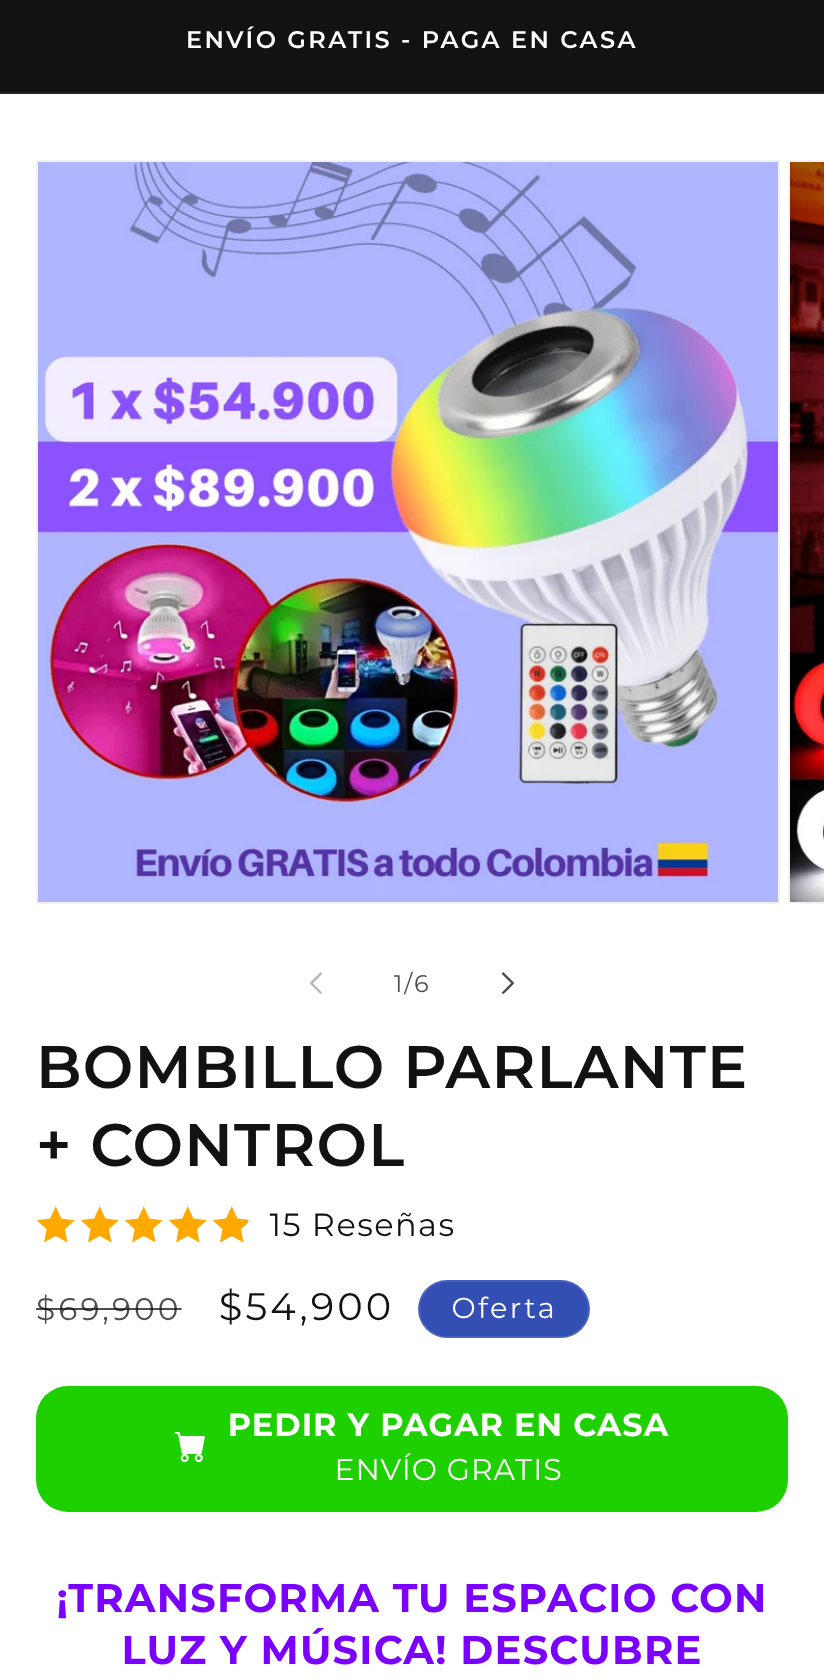 ENVÍO GRATIS - PAGA EN CASA
1 x $54.900
2 x $89.900
OFF
ON
R
G
W
Envío GRATIS a todo Colombia
1/6
BOMBILLO PARLANTE
+ CONTROL
15 Reseñas
$69,900 $54,900 Oferta
PEDIR Y PAGAR EN CASA
ENVÍO GRATIS
¡TRANSFORMA TU ESPACIO CON
LUZ Y MÚSICA! DESCUBRE